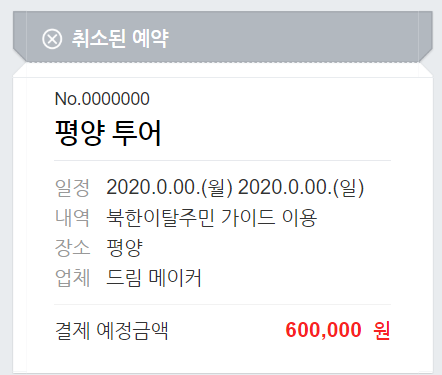 취소된 예약
No.0000000
평양 투어
일정 2020.0.00.(월) 2020.0.00.(일)
내역 북한이탈주민 가이드 이용
장소 평양
업체 드림 메이커
결제 예정금액 600,000 원